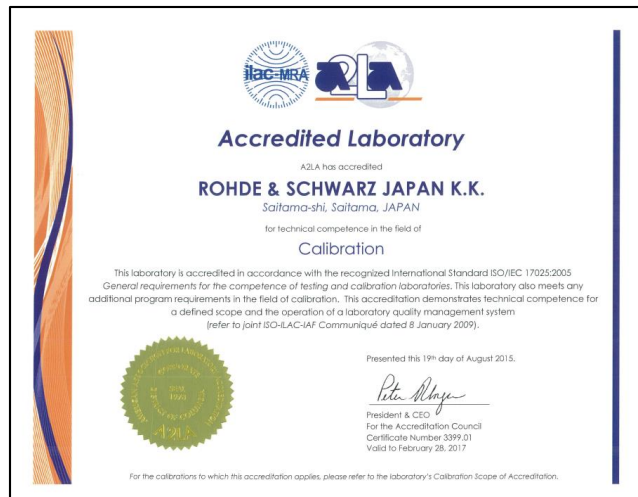 ilac-MRA
A2LA
Accredited Laboratory
A2LA has accredited
ROHDE & SCHWARZ JAPAN K.K.
Saitama-shi, Saitama, JAPAN
for technical competence in the field of
Calibration
This laboratory is accredited in accordance with the recognized International Standard ISO/IEC 17025:2005
General requirements for the competence of testing and calibration laboratories. This laboratory also meets any
additional program requirements in the field of calibration. This accreditation demonstrates technical competence for
a defined scope and the operation of a laboratory quality management system
(refer to joint ISO-ILAC-IAF Communiqué dated 8 January 2009).
Presented this 19th day of August 2015.
President & CEO
For the Accreditation Council
Certificate Number 3399.01
Valid to February 28, 2017
A2LA
For the calibrations to which this accreditation applies, please refer to the laboratory's Calibration Scope of Accreditation.